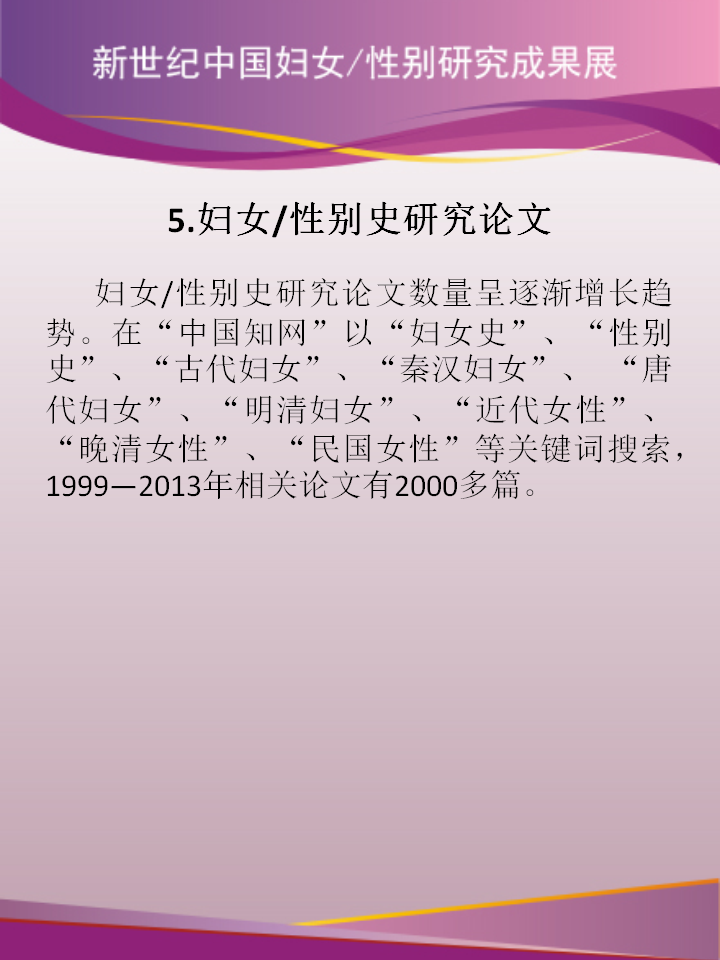 新世纪中国妇女/性别研究成果展
5.妇女/性别史研究论文
妇女/性别史研究论文数量呈逐渐增长趋
势。在“中国知网”以“妇女史”、“性别
史”、“古代妇女”、“秦汉妇女”、“唐
代妇女”、“明清妇女”、“近代女性”、
“晚清女性”、“民国女性”等关键词搜索，
1999—2013年相关论文有2000多篇。